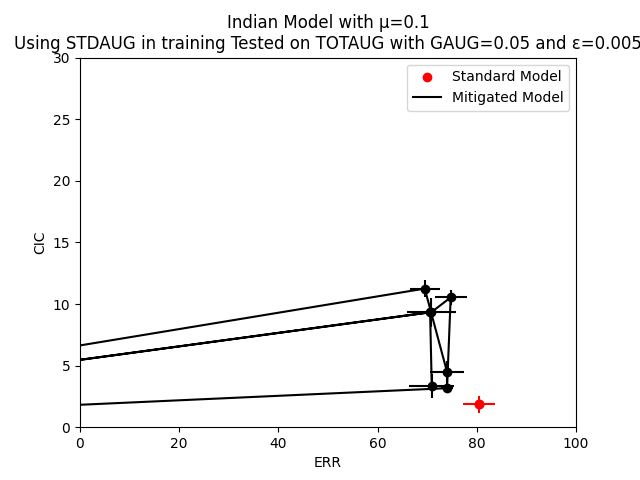 Indian Model with μ=0.1
Using STDAUG in training Tested on TOTAUG with GAUG=0.05 and ε=0.005
30
25
20
15
10
5
0
CIC
Standard Model
Mitigated Model
0 20 40 60 80 100
ERR